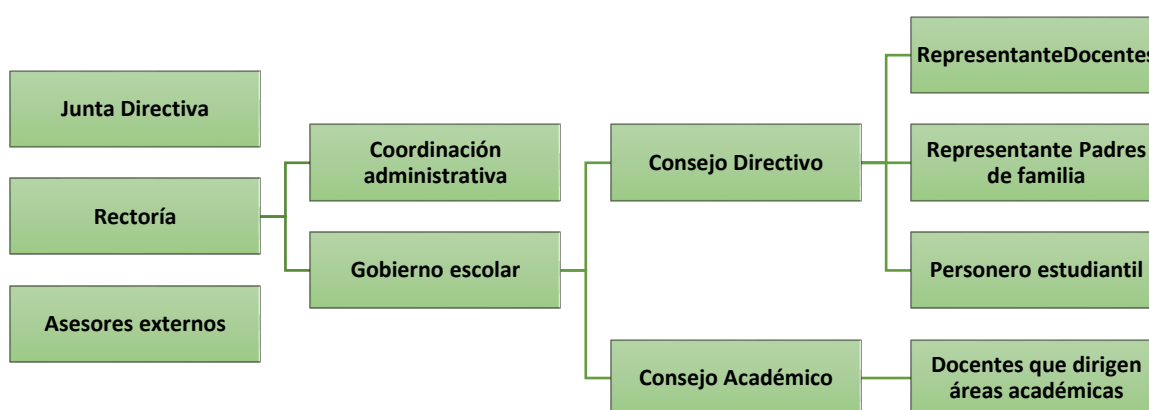 Junta Directiva
Rectoría
Asesores externos
Coordinación
administrativa
Gobierno escolar
Consejo Directivo
Consejo Académico
RepresentanteDocentes
Representante Padres
de familia
Personero estudiantil
Docentes que dirigen
áreas académicas